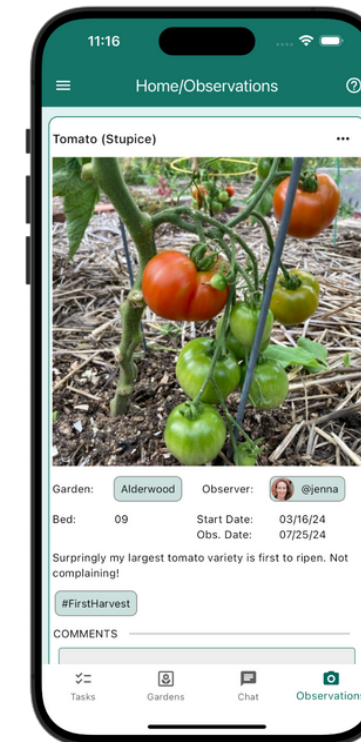 11:16
Home/Observations
Tomato (Stupice)
Garden: Alderwood Observer: @jenna
Bed: 09 Start Date: 03/16/24
Obs. Date: 07/25/24
Surpringly my largest tomato variety is first to ripen. Not
complaining!
#FirstHarvest
COMMENTS
Tasks Gardens Chat Observations